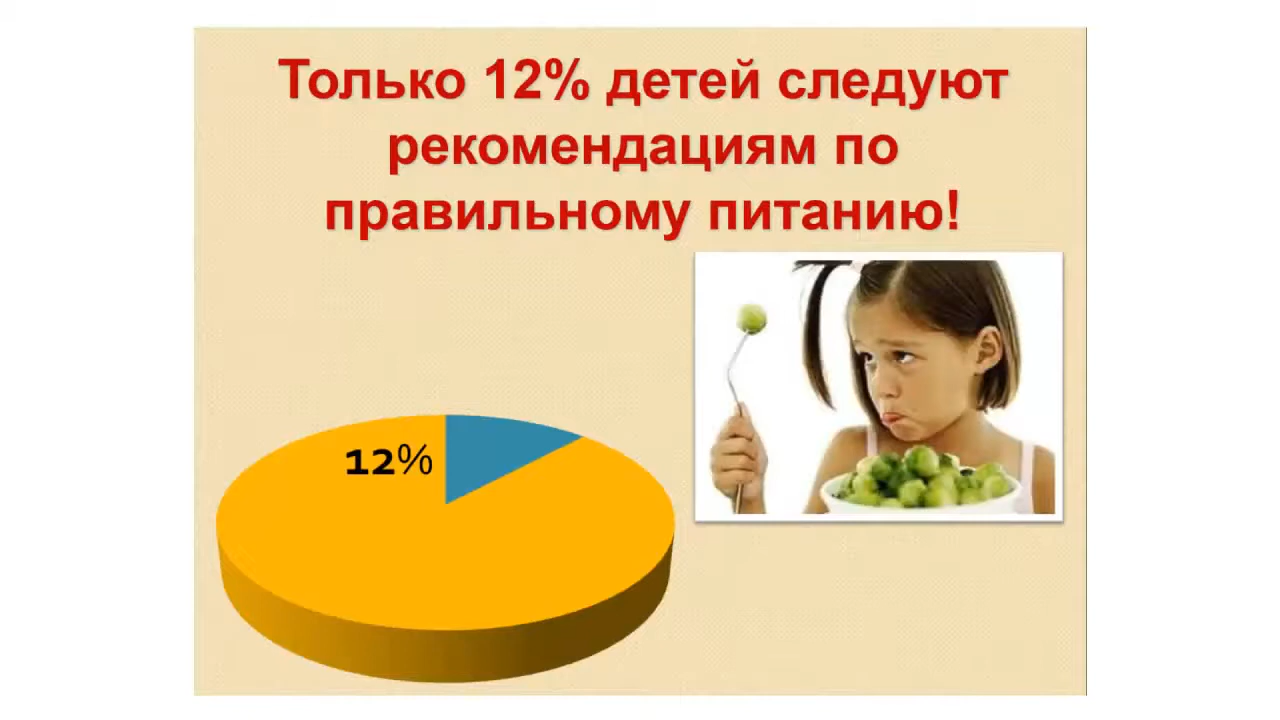 Только 12% детей следуют
рекомендациям по
правильному питанию!
12%